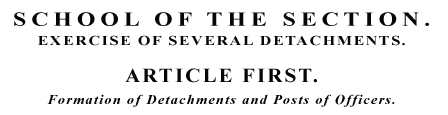 SCHOOL OF THE SECTION.
EXERCISE OF SEVERAL DETACHMENTS.
ARTICLE FIRST.
Formation of Detachments and Posts of Officers.